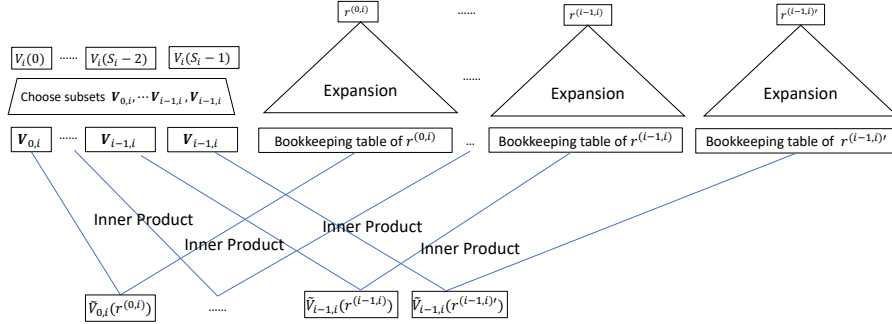 r^{(0,i)} ...... r^{(i-1,i)} r^{(i-1,i)′}
V_i(0) ...... V_i(S_i−2) V_i(S_i−1)
Choose subsets V_{0,i}, ⋯ V_{i−1,i}, V_{i−1,i} Expansion ...... Expansion Expansion
V_{0,i} ...... V_{i−1,i} V_{i−1,i} Bookkeeping table of r^{(0,i)} ... Bookkeeping table of r^{(i−1,i)} Bookkeeping table of r^{(i−1,i)′}
Inner Product Inner Product Inner Product Inner Product
Ṽ_{0,i}(r^{(0,i)}) ...... Ṽ_{i−1,i}(r^{(i−1,i)}) Ṽ_{i−1,i}(r^{(i−1,i)′})